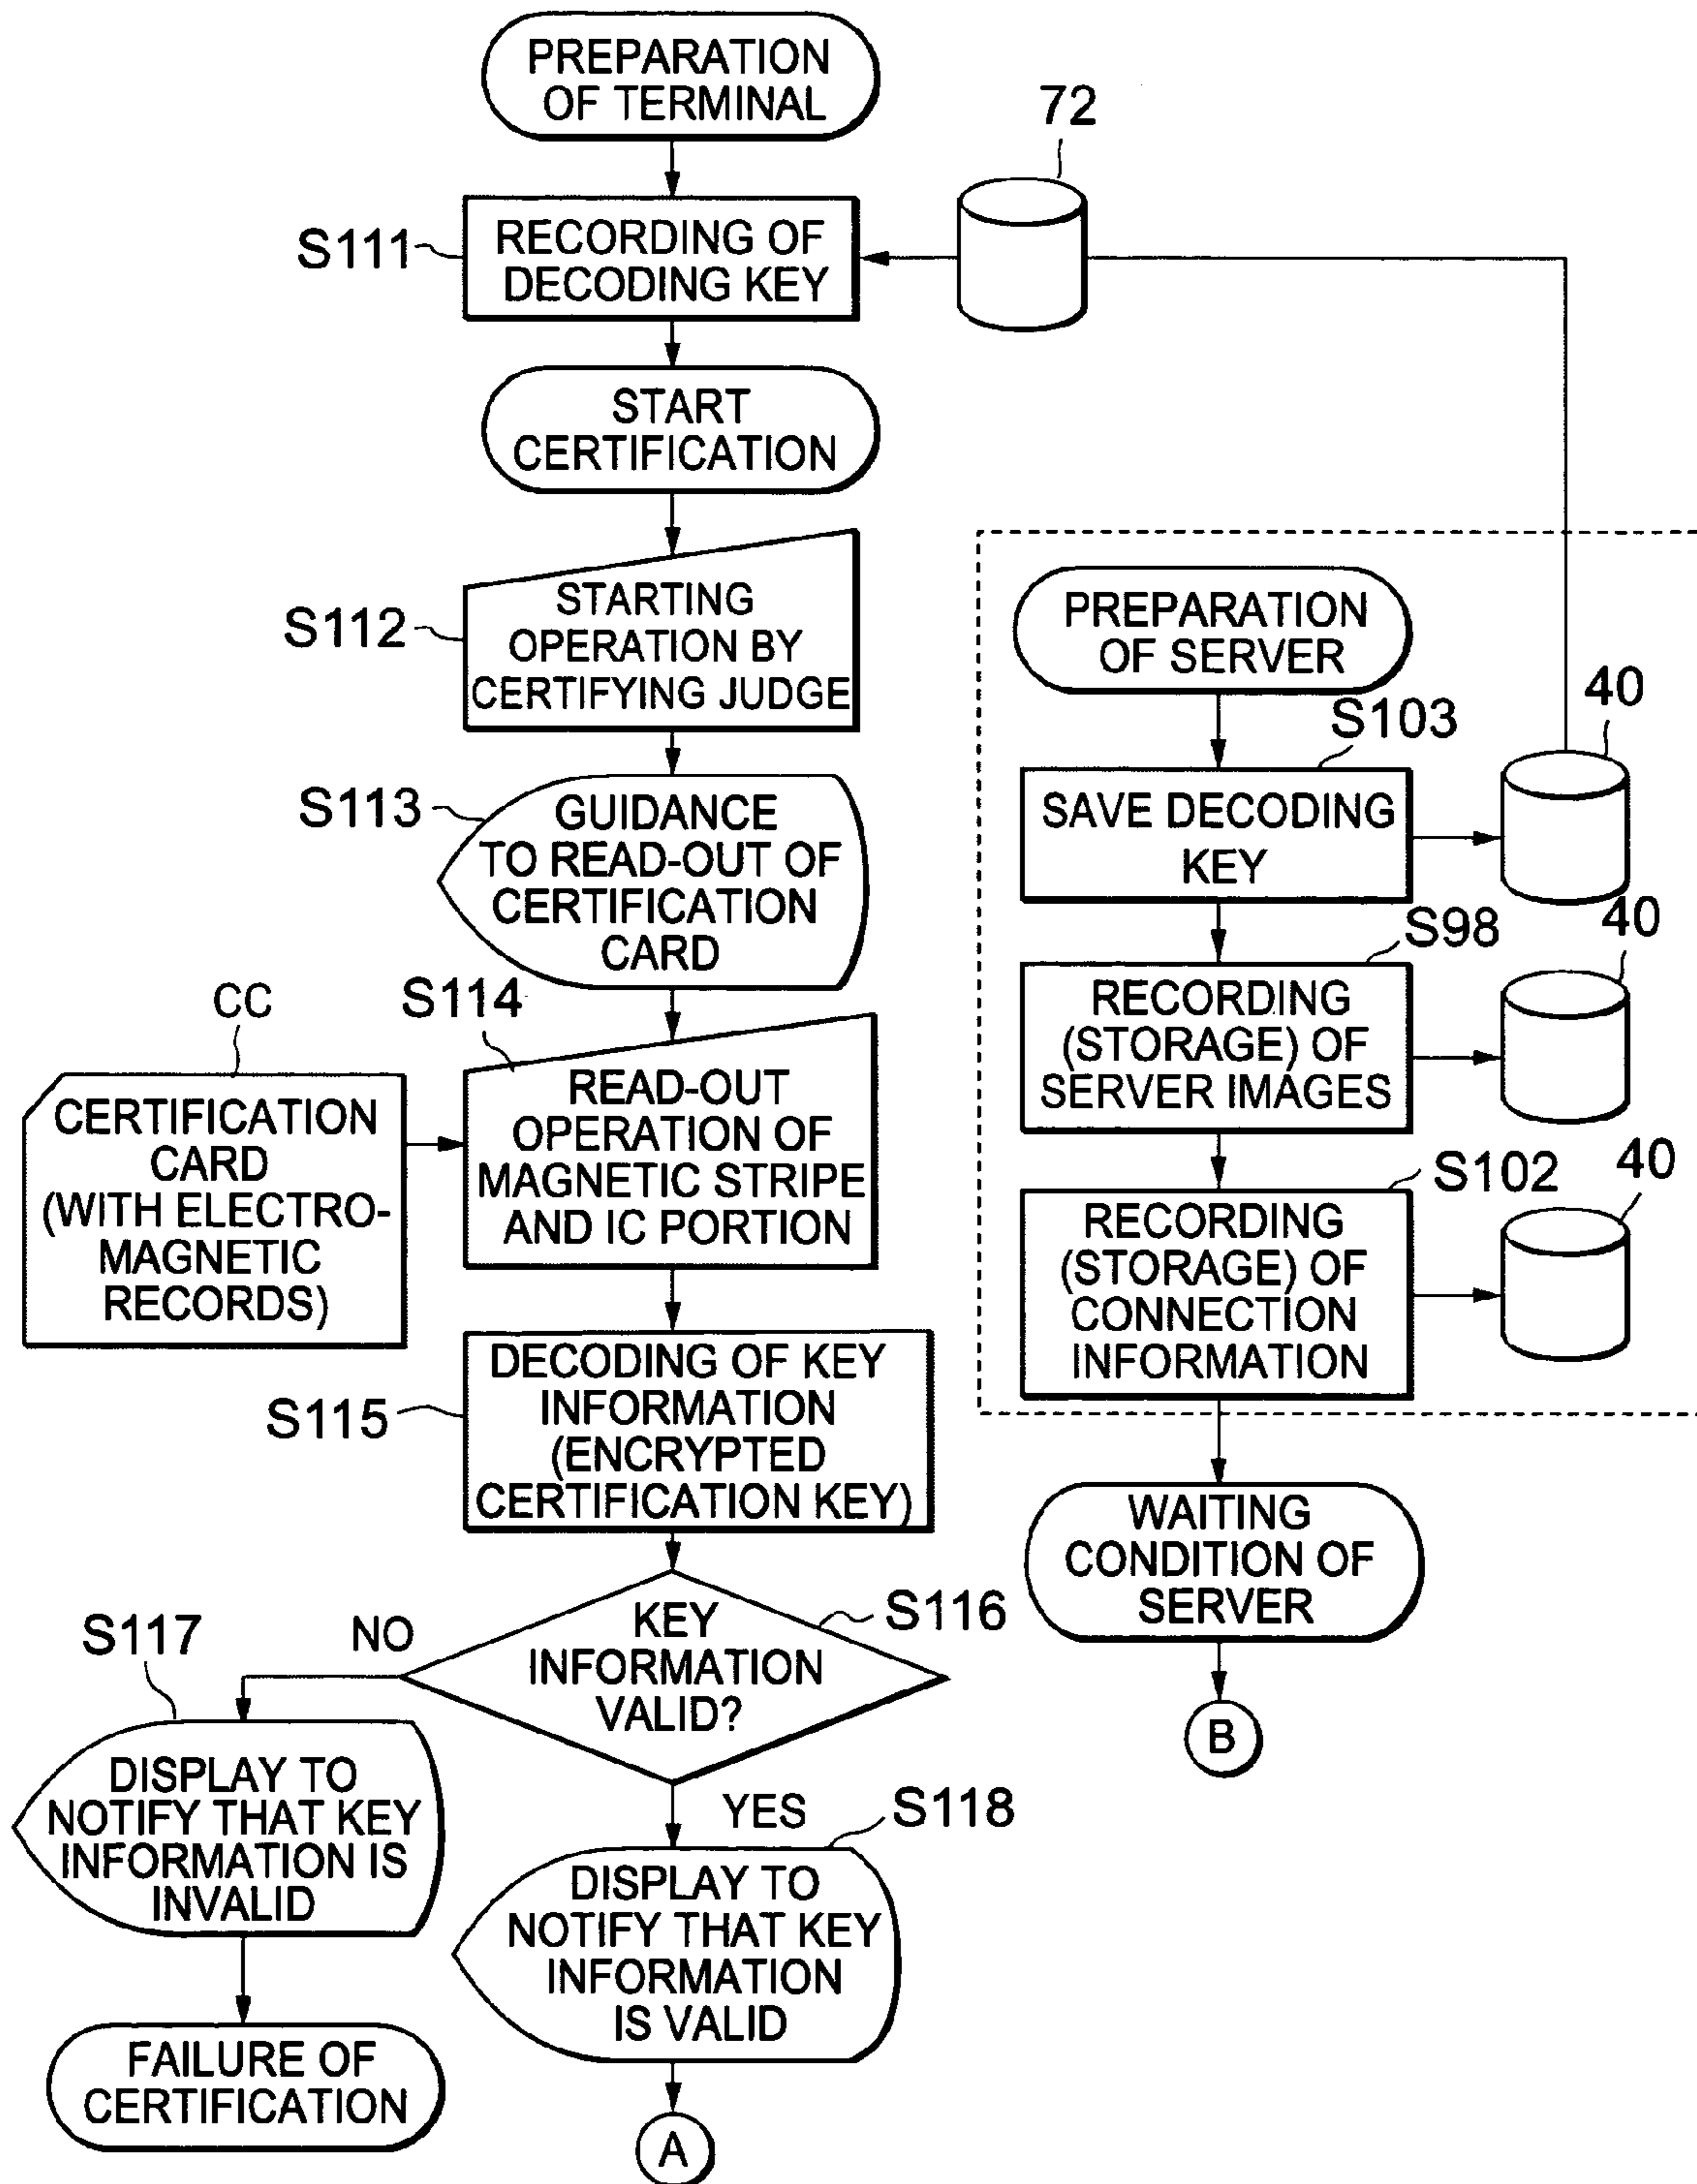 PREPARATION
OF TERMINAL
72
S111
RECORDING OF
DECODING KEY
START
CERTIFICATION
S112
STARTING
OPERATION BY
CERTIFYING JUDGE
S113
GUIDANCE
TO READ-OUT OF
CERTIFICATION
CARD
CC
S114
CERTIFICATION
CARD
(WITH ELECTRO-
MAGNETIC
RECORDS)
READ-OUT
OPERATION OF
MAGNETIC STRIPE
AND IC PORTION
S115
DECODING OF KEY
INFORMATION
(ENCRYPTED
CERTIFICATION KEY)
S116
KEY
INFORMATION
VALID?
NO
S117
DISPLAY TO
NOTIFY THAT KEY
INFORMATION IS
INVALID
FAILURE OF
CERTIFICATION
YES
S118
DISPLAY TO
NOTIFY THAT KEY
INFORMATION
IS VALID
A
PREPARATION
OF SERVER
S103
40
SAVE DECODING
KEY
S98
40
RECORDING
(STORAGE) OF
SERVER IMAGES
S102
40
RECORDING
(STORAGE) OF
CONNECTION
INFORMATION
WAITING
CONDITION OF
SERVER
B